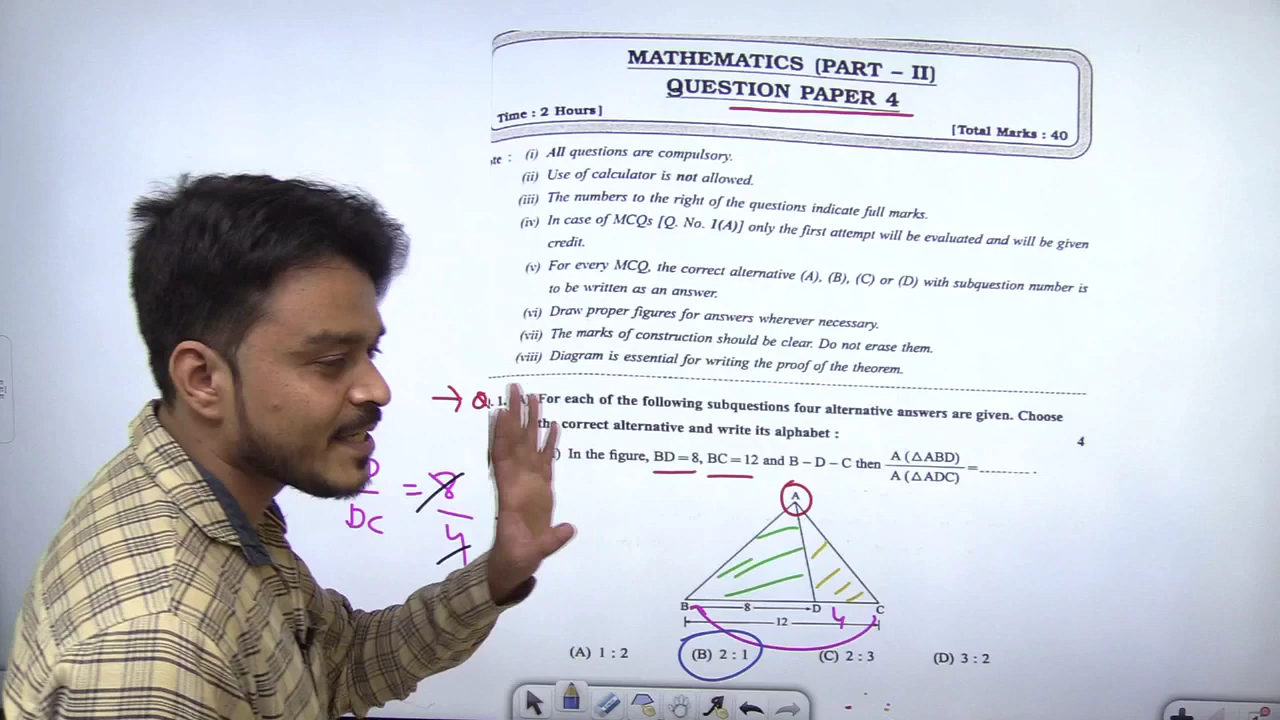 MATHEMATICS (PART – II)
QUESTION PAPER 4
Time : 2 Hours]
[Total Marks : 40
te : (i) All questions are compulsory.
(ii) Use of calculator is not allowed.
(iii) The numbers to the right of the questions indicate full marks.
(iv) In case of MCQs [Q. No. 1(A)] only the first attempt will be evaluated and will be given
credit.
(v) For every MCQ, the correct alternative (A), (B), (C) or (D) with subquestion number is
to be written as an answer.
(vi) Draw proper figures for answers wherever necessary.
(vii) The marks of construction should be clear. Do not erase them.
(viii) Diagram is essential for writing the proof of the theorem.
→ Q. 1. For each of the following subquestions four alternative answers are given. Choose
the correct alternative and write its alphabet :
4
In the figure, BD = 8, BC = 12 and B – D – C then A (△ABD) / A (△ADC) = .
DC = 8 / 4
A
B 8 D 4 C
12
(A) 1 : 2 (B) 2 : 1 (C) 2 : 3 (D) 3 : 2